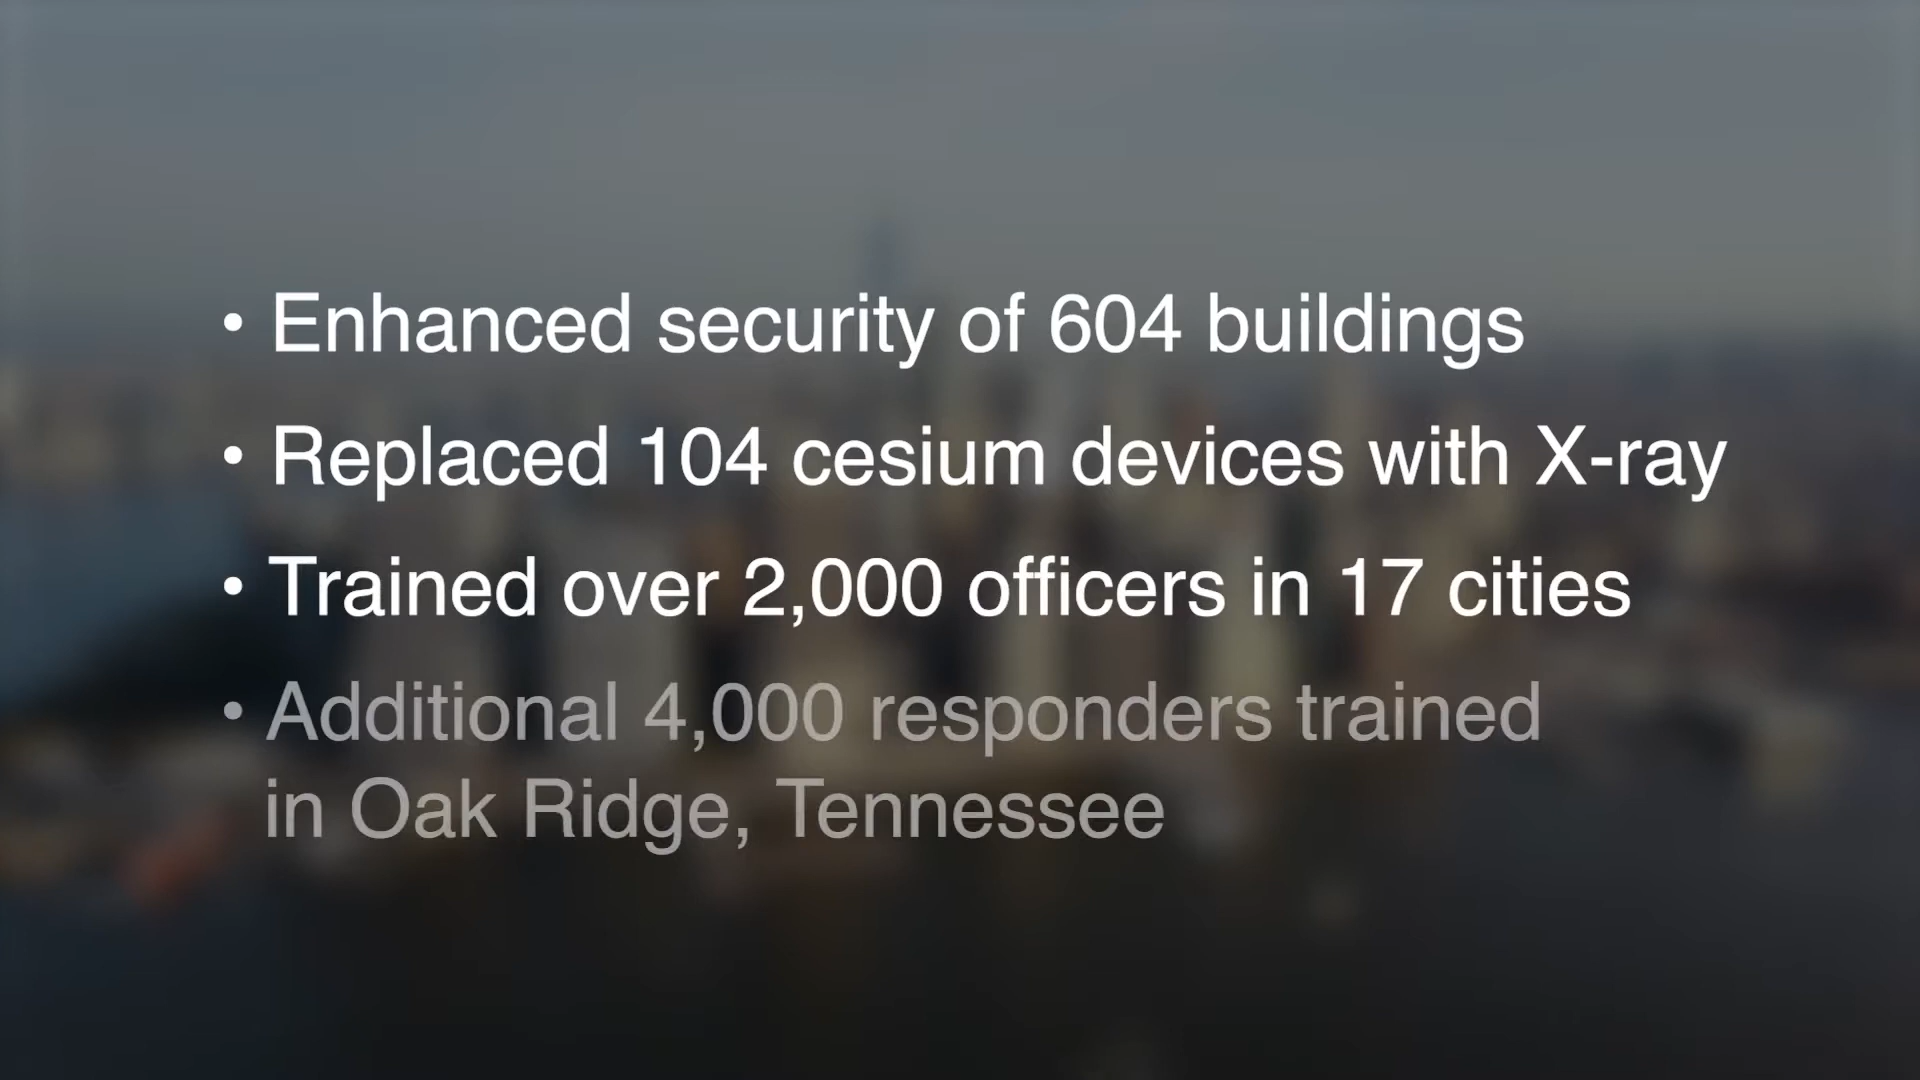 • Enhanced security of 604 buildings
• Replaced 104 cesium devices with X-ray
• Trained over 2,000 officers in 17 cities
• Additional 4,000 responders trained
in Oak Ridge, Tennessee